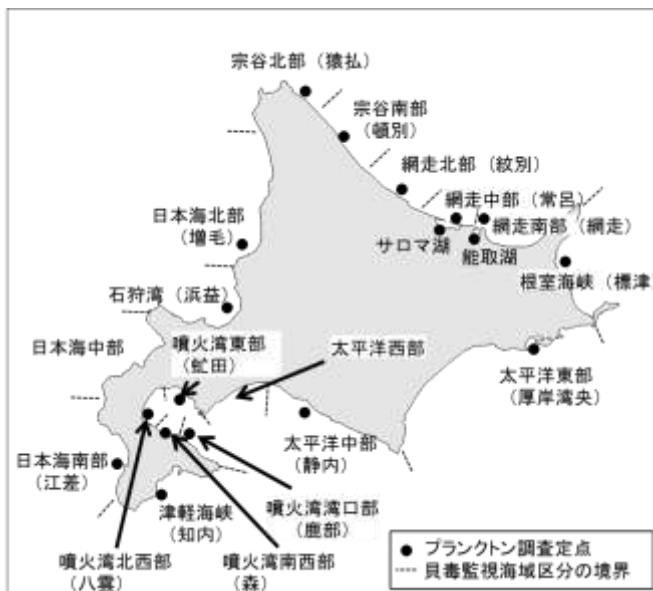 宗谷北部（猿払）
宗谷南部
（頓別）
網走北部（紋別）
網走中部（常呂）
網走南部（網走）
サロマ湖
能取湖
日本海北部
（増毛）
根室海峡（標津）
石狩湾（浜益）
日本海中部
噴火湾東部
（虻田）
太平洋西部
太平洋東部
（厚岸湾央）
太平洋中部
（静内）
日本海南部
（江差）
津軽海峡
（知内）
噴火湾湾口部
（鹿部）
噴火湾北西部
（八雲）
噴火湾南西部
（森）
プランクトン調査定点
貝毒監視海域区分の境界